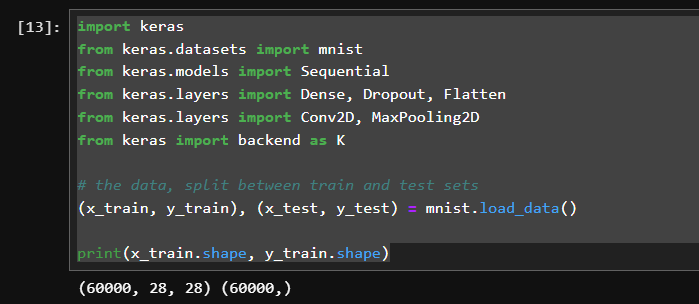 [13]:
import keras
from keras.datasets import mnist
from keras.models import Sequential
from keras.layers import Dense, Dropout, Flatten
from keras.layers import Conv2D, MaxPooling2D
from keras import backend as K
# the data, split between train and test sets
(x_train, y_train), (x_test, y_test) = mnist.load_data()
print(x_train.shape, y_train.shape)
(60000, 28, 28) (60000,)